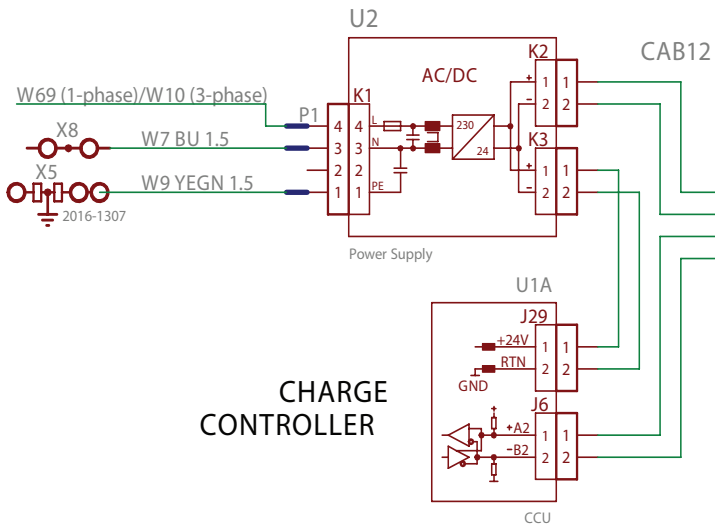 U2
CAB12
AC/DC
K2
W69 (1-phase)/W10 (3-phase)
P1
K1
+ 1 1
- 2 2
4 4 L
230
24
X8
W7 BU 1.5
3 3 N
K3
2 2
+ 1 1
- 2 2
X5
W9 YEGN 1.5
1 1 PE
2016-1307
Power Supply
U1A
J29
+24V 1 1
RTN 2 2
GND
CHARGE
CONTROLLER
J6
+
+A2 1 1
-B2 2 2
CCU